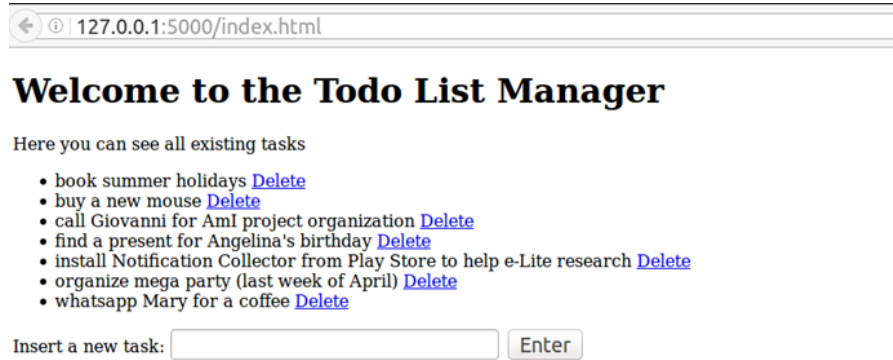 127.0.0.1:5000/index.html
Welcome to the Todo List Manager
Here you can see all existing tasks
• book summer holidays Delete
• buy a new mouse Delete
• call Giovanni for AmI project organization Delete
• find a present for Angelina's birthday Delete
• install Notification Collector from Play Store to help e-Lite research Delete
• organize mega party (last week of April) Delete
• whatsapp Mary for a coffee Delete
Insert a new task: Enter